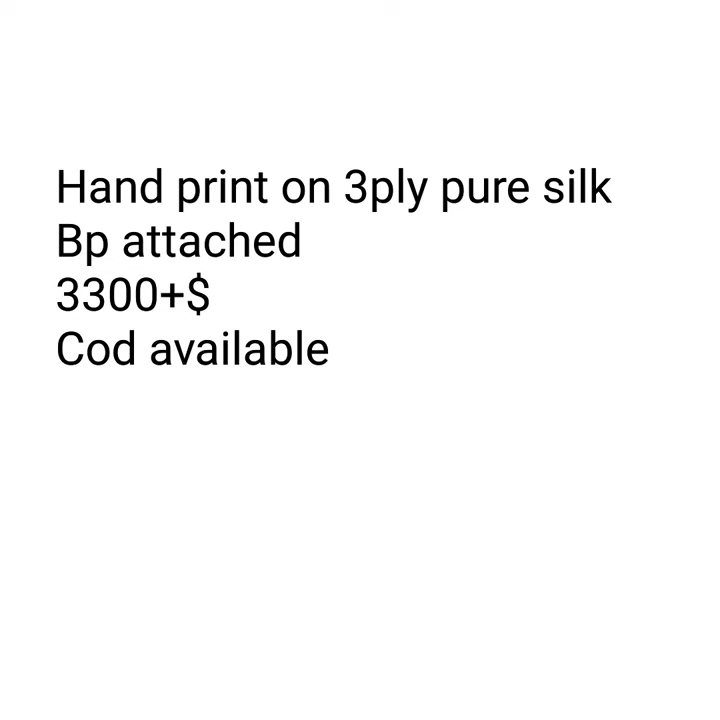 Hand print on 3ply pure silk
Bp attached
3300+$
Cod available